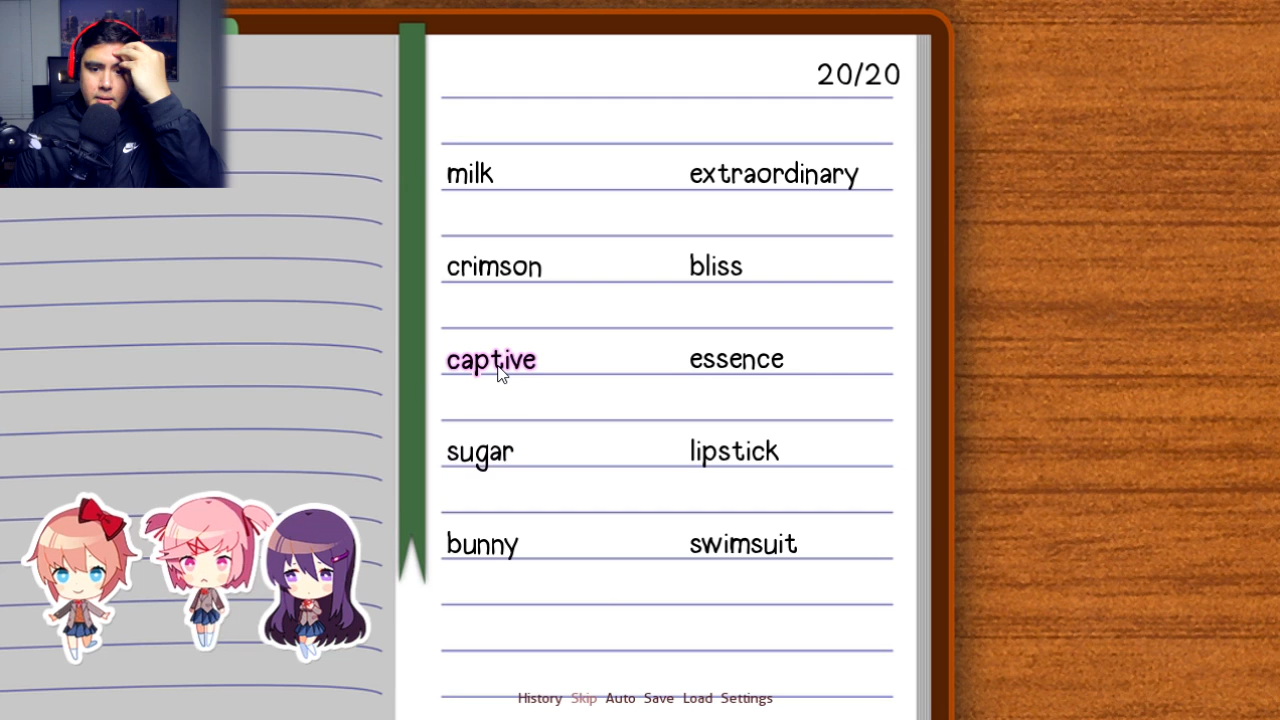 20/20
milk extraordinary
crimson bliss
captive essence
sugar lipstick
bunny swimsuit
History Skip Auto Save Load Settings